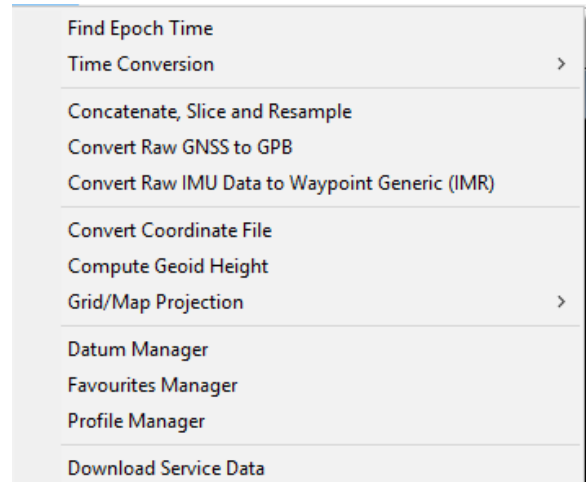 Find Epoch Time
Time Conversion
Concatenate, Slice and Resample
Convert Raw GNSS to GPB
Convert Raw IMU Data to Waypoint Generic (IMR)
Convert Coordinate File
Compute Geoid Height
Grid/Map Projection
Datum Manager
Favourites Manager
Profile Manager
Download Service Data